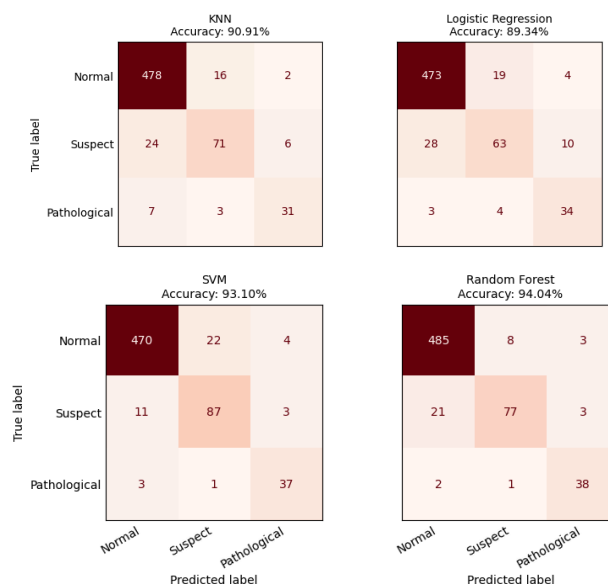 KNN
Accuracy: 90.91%
Logistic Regression
Accuracy: 89.34%
Normal 478 16 2 473 19 4
True label
Suspect 24 71 6 28 63 10
Pathological 7 3 31 3 4 34
SVM
Accuracy: 93.10%
Random Forest
Accuracy: 94.04%
Normal 470 22 4 485 8 3
True label
Suspect 11 87 3 21 77 3
Pathological 3 1 37 2 1 38
Normal Suspect Pathological Normal Suspect Pathological
Predicted label Predicted label